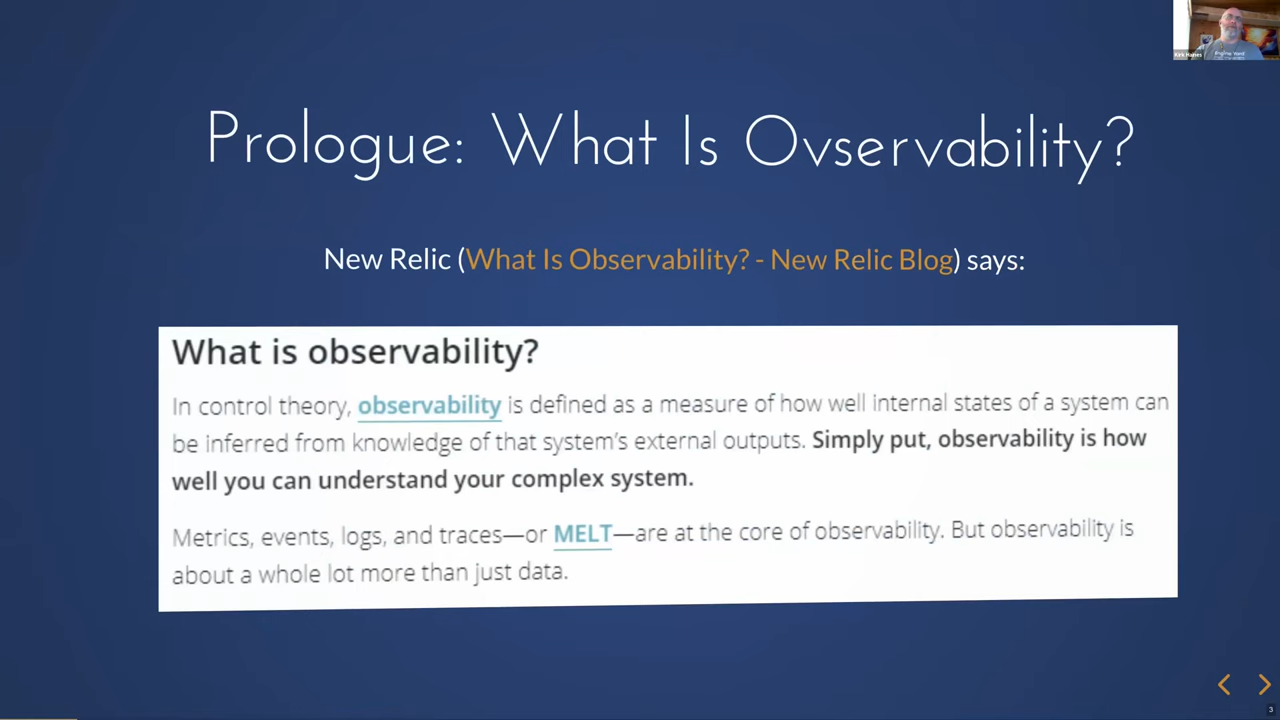 Kirk Haines
Prologue: What Is Ovservability?
New Relic (What Is Observability? - New Relic Blog) says:
What is observability?
In control theory, observability is defined as a measure of how well internal states of a system can
be inferred from knowledge of that system's external outputs. Simply put, observability is how
well you can understand your complex system.
Metrics, events, logs, and traces—or MELT—are at the core of observability. But observability is
about a whole lot more than just data.
3